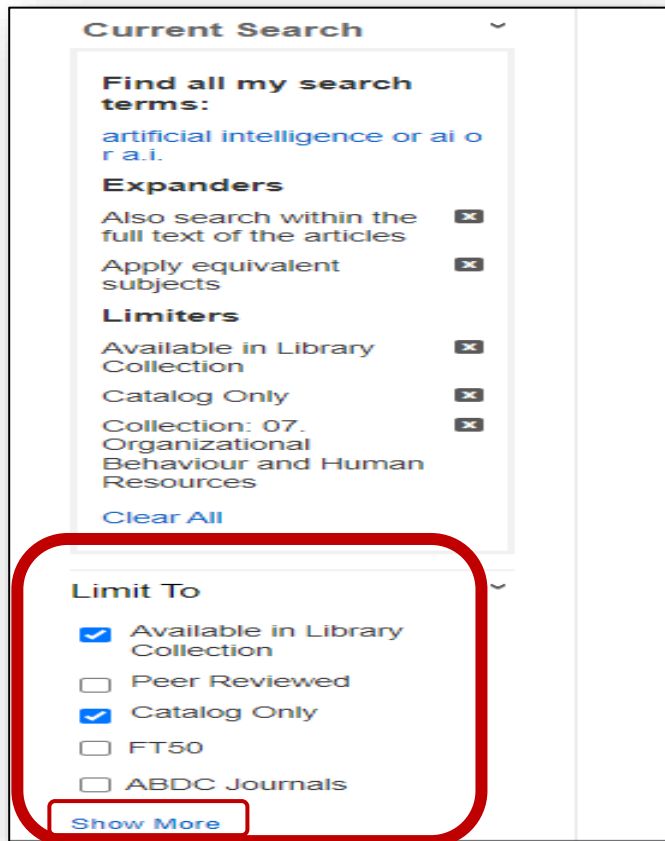 Current Search
Find all my search
terms:
artificial intelligence or ai o
r a.i.
Expanders
Also search within the
full text of the articles
Apply equivalent
subjects
Limiters
Available in Library
Collection
Catalog Only
Collection: 07.
Organizational
Behaviour and Human
Resources
Clear All
Limit To
Available in Library
Collection
Peer Reviewed
Catalog Only
FT50
ABDC Journals
Show More